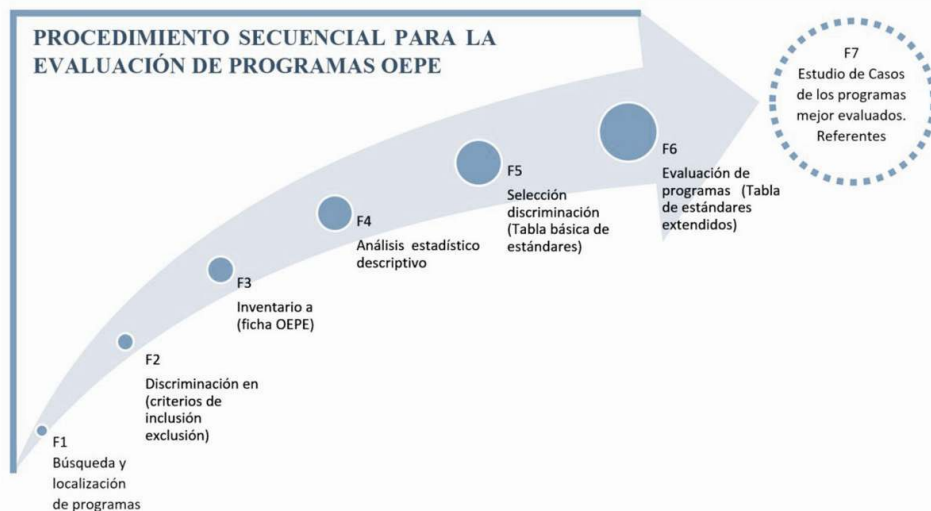 PROCEDIMIENTO SECUENCIAL PARA LA
EVALUACIÓN DE PROGRAMAS OEPE
F1
Búsqueda y
localización
de programas
F2
Discriminación en
(criterios de
inclusión
exclusión)
F3
Inventario a
(ficha OEPE)
F4
Análisis estadístico
descriptivo
F5
Selección
discriminación
(Tabla básica de
estándares)
F6
Evaluación de
programas (Tabla
de estándares
extendidos)
F7
Estudio de Casos
de los programas
mejor evaluados.
Referentes